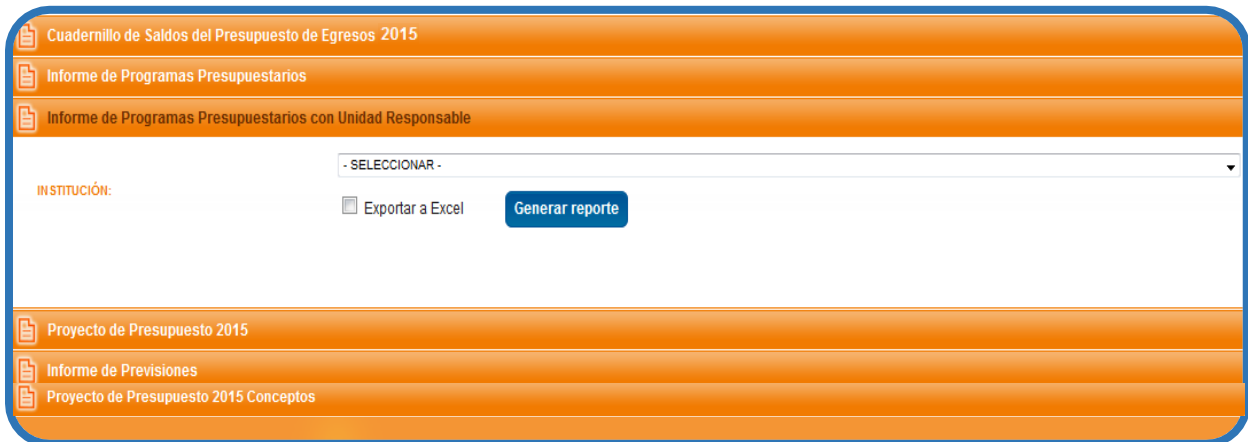 Cuadernillo de Saldos del Presupuesto de Egresos 2015
Informe de Programas Presupuestarios
Informe de Programas Presupuestarios con Unidad Responsable
- SELECCIONAR -
INSTITUCIÓN:
Exportar a Excel Generar reporte
Proyecto de Presupuesto 2015
Informe de Previsiones
Proyecto de Presupuesto 2015 Conceptos